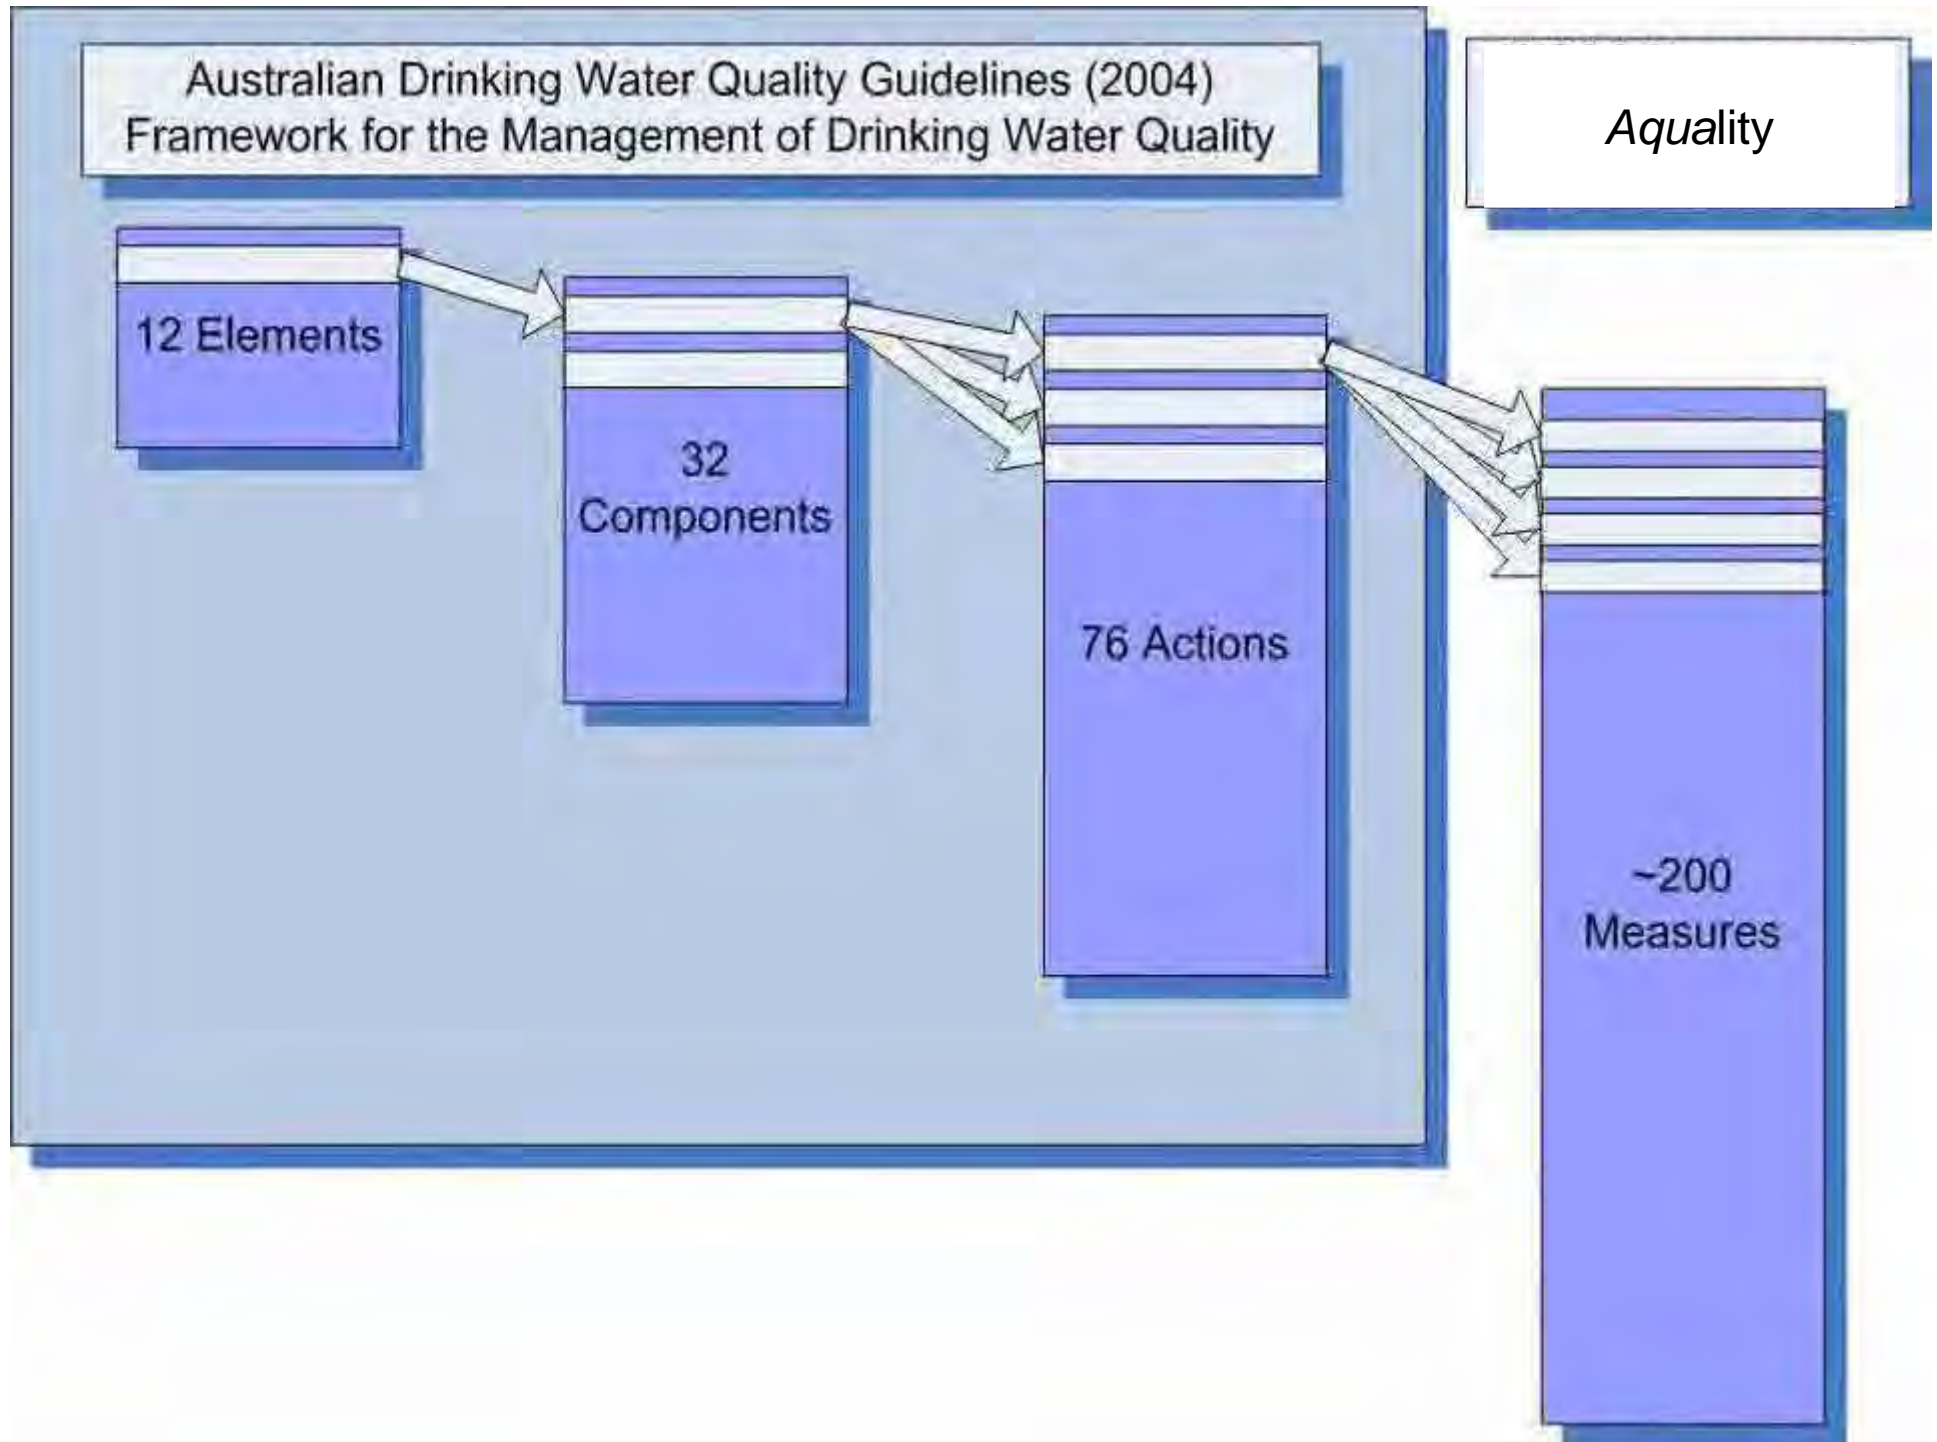 Australian Drinking Water Quality Guidelines (2004)
Framework for the Management of Drinking Water Quality
Aquality
12 Elements
32
Components
76 Actions
~200
Measures